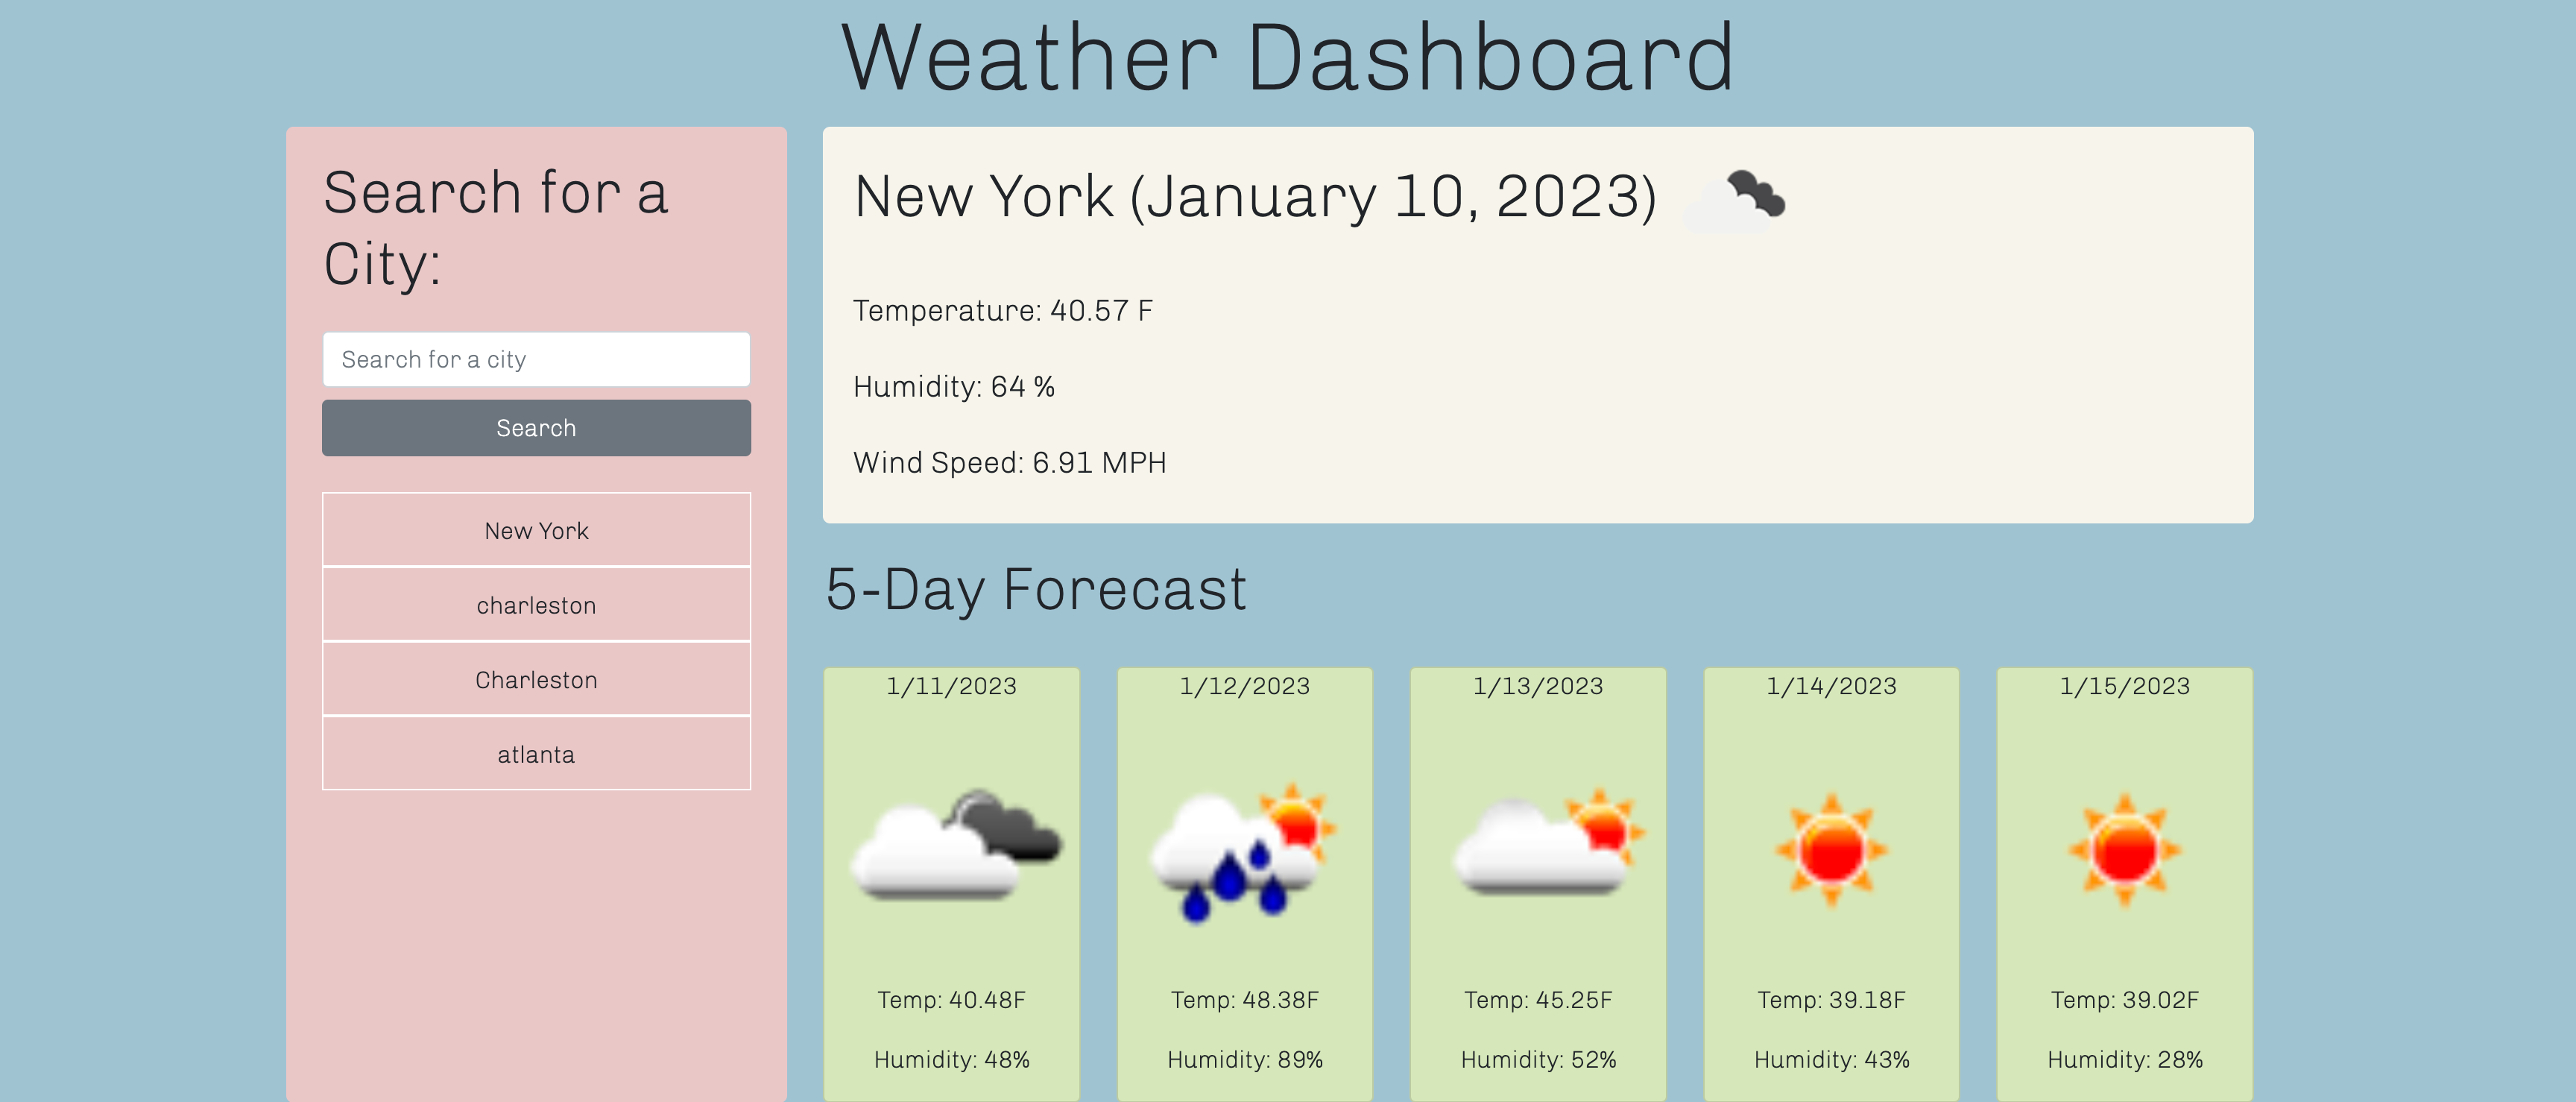 Weather Dashboard
Search for a
City:
Search for a city
Search
New York
charleston
Charleston
atlanta
New York (January 10, 2023)
Temperature: 40.57 F
Humidity: 64 %
Wind Speed: 6.91 MPH
5-Day Forecast
1/11/2023
Temp: 40.48F
Humidity: 48%
1/12/2023
Temp: 48.38F
Humidity: 89%
1/13/2023
Temp: 45.25F
Humidity: 52%
1/14/2023
Temp: 39.18F
Humidity: 43%
1/15/2023
Temp: 39.02F
Humidity: 28%